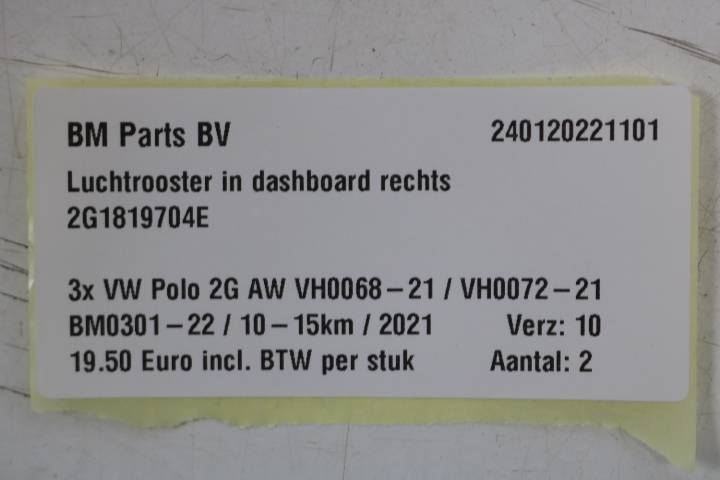 BM Parts BV 240120221101
Luchtrooster in dashboard rechts
2G1819704E
3x VW Polo 2G AW VH0068-21 / VH0072-21
BM0301-22 / 10-15km / 2021 Verz: 10
19.50 Euro incl. BTW per stuk Aantal: 2